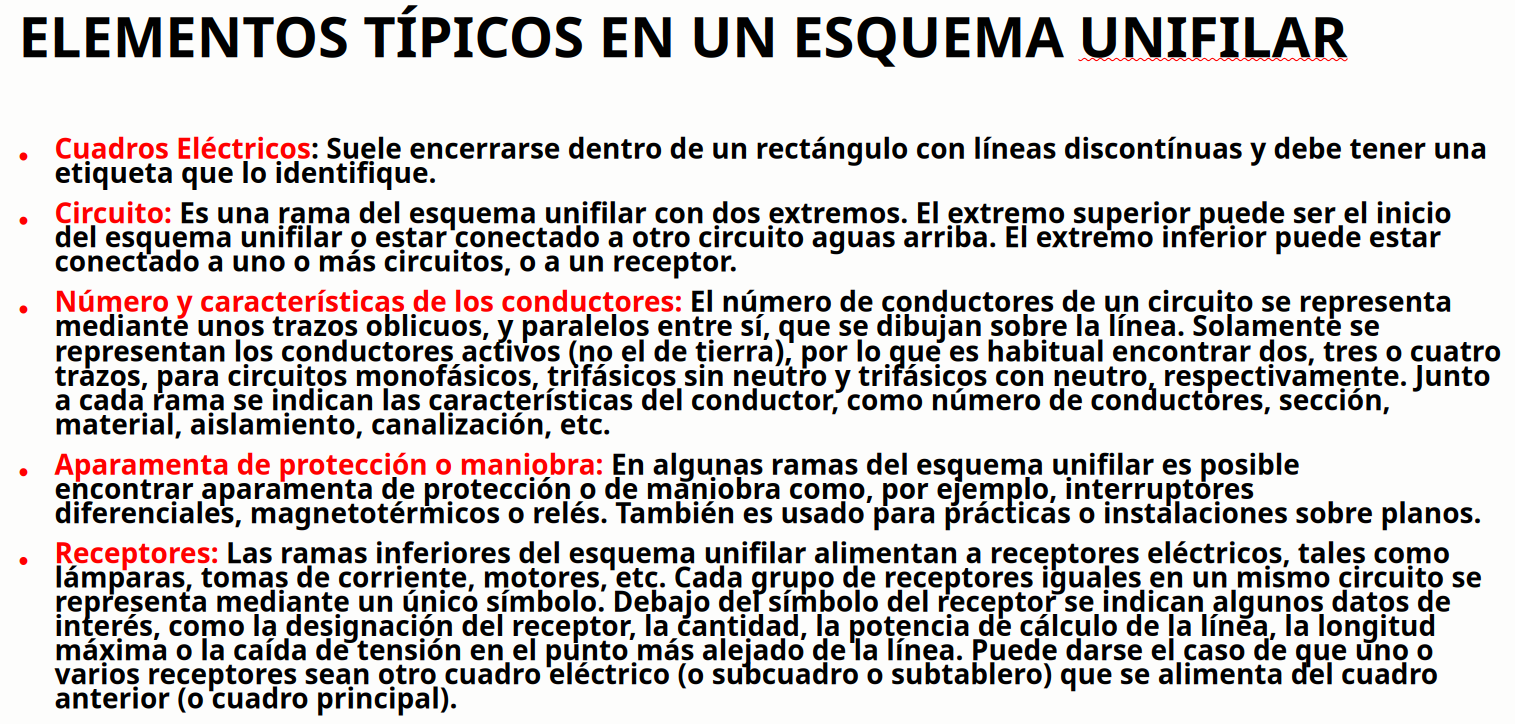 ELEMENTOS TÍPICOS EN UN ESQUEMA UNIFILAR
• Cuadros Eléctricos: Suele encerrarse dentro de un rectángulo con líneas discontínuas y debe tener una
etiqueta que lo identifique.
• Circuito: Es una rama del esquema unifilar con dos extremos. El extremo superior puede ser el inicio
del esquema unifilar o estar conectado a otro circuito aguas arriba. El extremo inferior puede estar
conectado a uno o más circuitos, o a un receptor.
• Número y características de los conductores: El número de conductores de un circuito se representa
mediante unos trazos oblicuos, y paralelos entre sí, que se dibujan sobre la línea. Solamente se
representan los conductores activos (no el de tierra), por lo que es habitual encontrar dos, tres o cuatro
trazos, para circuitos monofásicos, trifásicos sin neutro y trifásicos con neutro, respectivamente. Junto
a cada rama se indican las características del conductor, como número de conductores, sección,
material, aislamiento, canalización, etc.
• Aparamenta de protección o maniobra: En algunas ramas del esquema unifilar es posible
encontrar aparamenta de protección o de maniobra como, por ejemplo, interruptores
diferenciales, magnetotérmicos o relés. También es usado para prácticas o instalaciones sobre planos.
• Receptores: Las ramas inferiores del esquema unifilar alimentan a receptores eléctricos, tales como
lámparas, tomas de corriente, motores, etc. Cada grupo de receptores iguales en un mismo circuito se
representa mediante un único símbolo. Debajo del símbolo del receptor se indican algunos datos de
interés, como la designación del receptor, la cantidad, la potencia de cálculo de la línea, la longitud
máxima o la caída de tensión en el punto más alejado de la línea. Puede darse el caso de que uno o
varios receptores sean otro cuadro eléctrico (o subcuadro o subtablero) que se alimenta del cuadro
anterior (o cuadro principal).